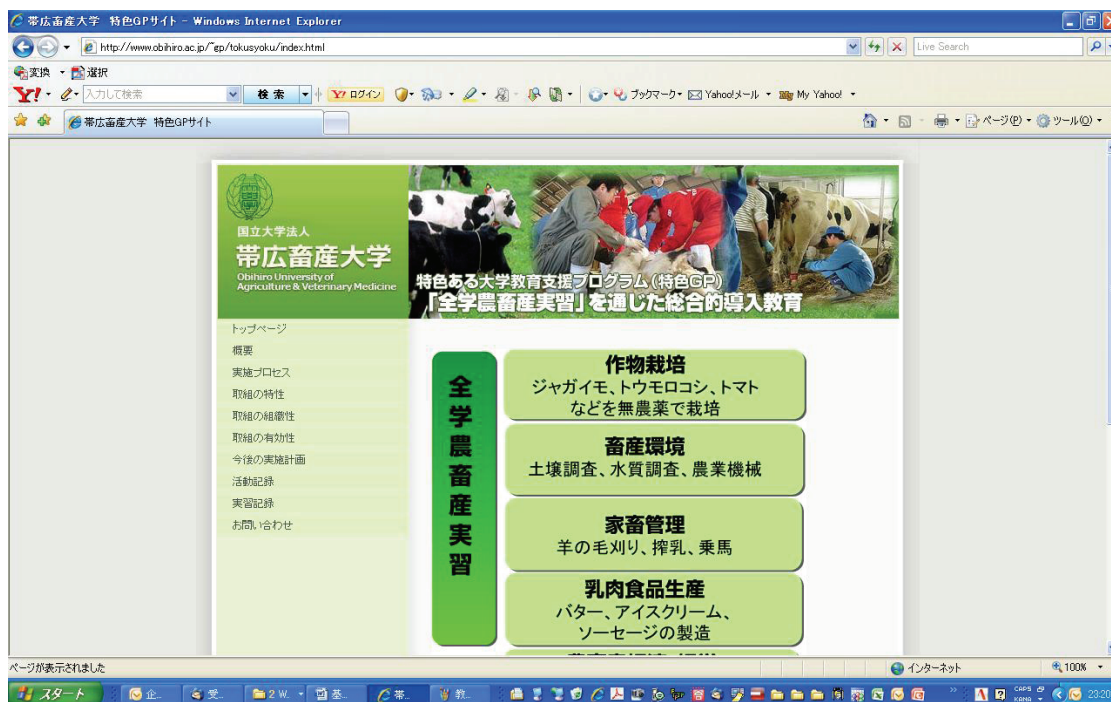 帯広畜産大学 特色GPサイト - Windows Internet Explorer
http://www.obihiro.ac.jp/~gp/tokusyoku/index.html
Live Search
変換
選択
Y!
入力して検索
検索
Y! ログイン
ブックマーク
Yahoo!メール
My Yahoo!
帯広畜産大学 特色GPサイト
ページ(P)
ツール(O)
国立大学法人
帯広畜産大学
Obihiro University of
Agriculture & Veterinary Medicine
特色ある大学教育支援プログラム(特色GP)
「全学農畜産実習」を通じた総合的導入教育
トップページ
概要
実施プロセス
取組の特性
取組の組織性
取組の有効性
今後の実施計画
活動記録
実習記録
お問い合わせ
全学農畜産実習
作物栽培
ジャガイモ、トウモロコシ、トマト
などを無農薬で栽培
畜産環境
土壌調査、水質調査、農業機械
家畜管理
羊の毛刈り、搾乳、乗馬
乳肉食品生産
バター、アイスクリーム、
ソーセージの製造
ページが表示されました
インターネット
100%
スタート
企...
受...
2 W...
基...
帯...
教...
CAPS
KANA
23:20